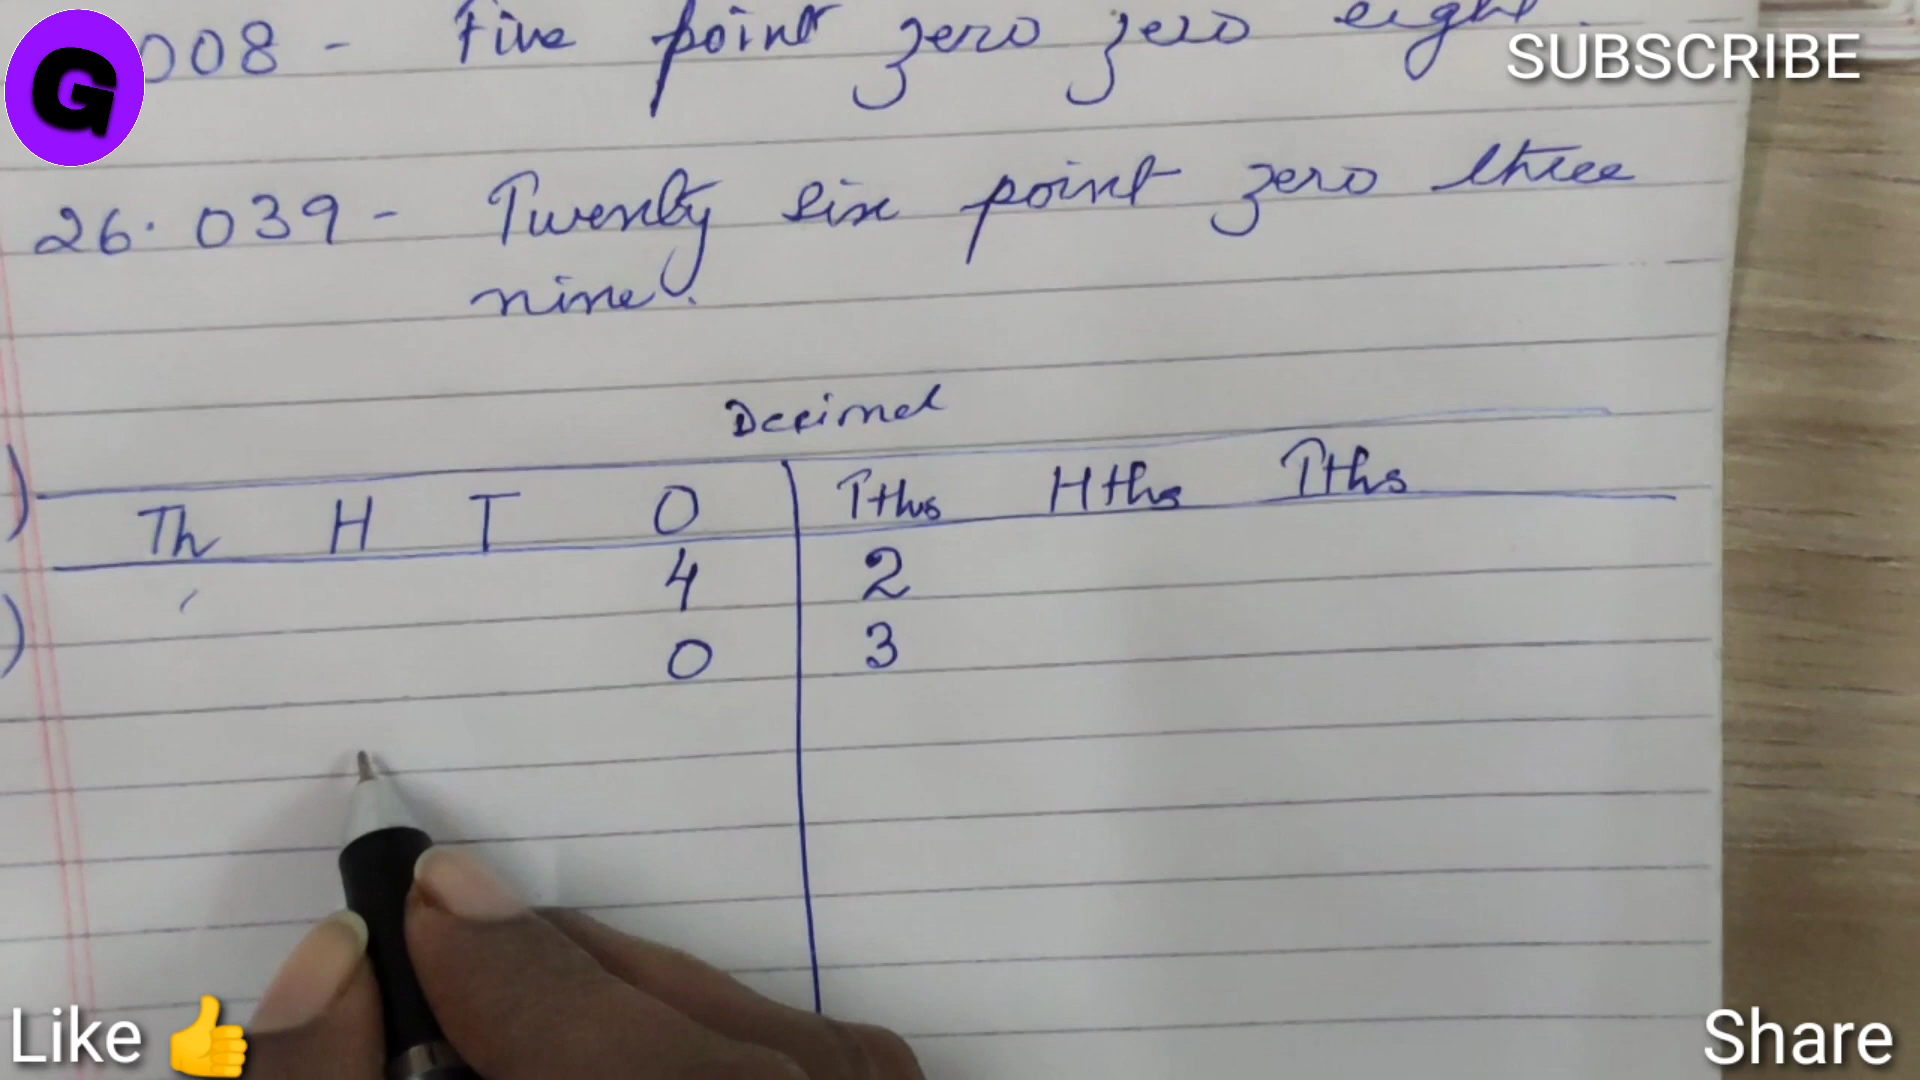 G
SUBSCRIBE
008 - Five point zero zero eight.
26.039 - Twenty six point zero three
nine.
Decimal
) Th H T O Tths Hths Tths
4 2
) 0 3
Like 👍
Share